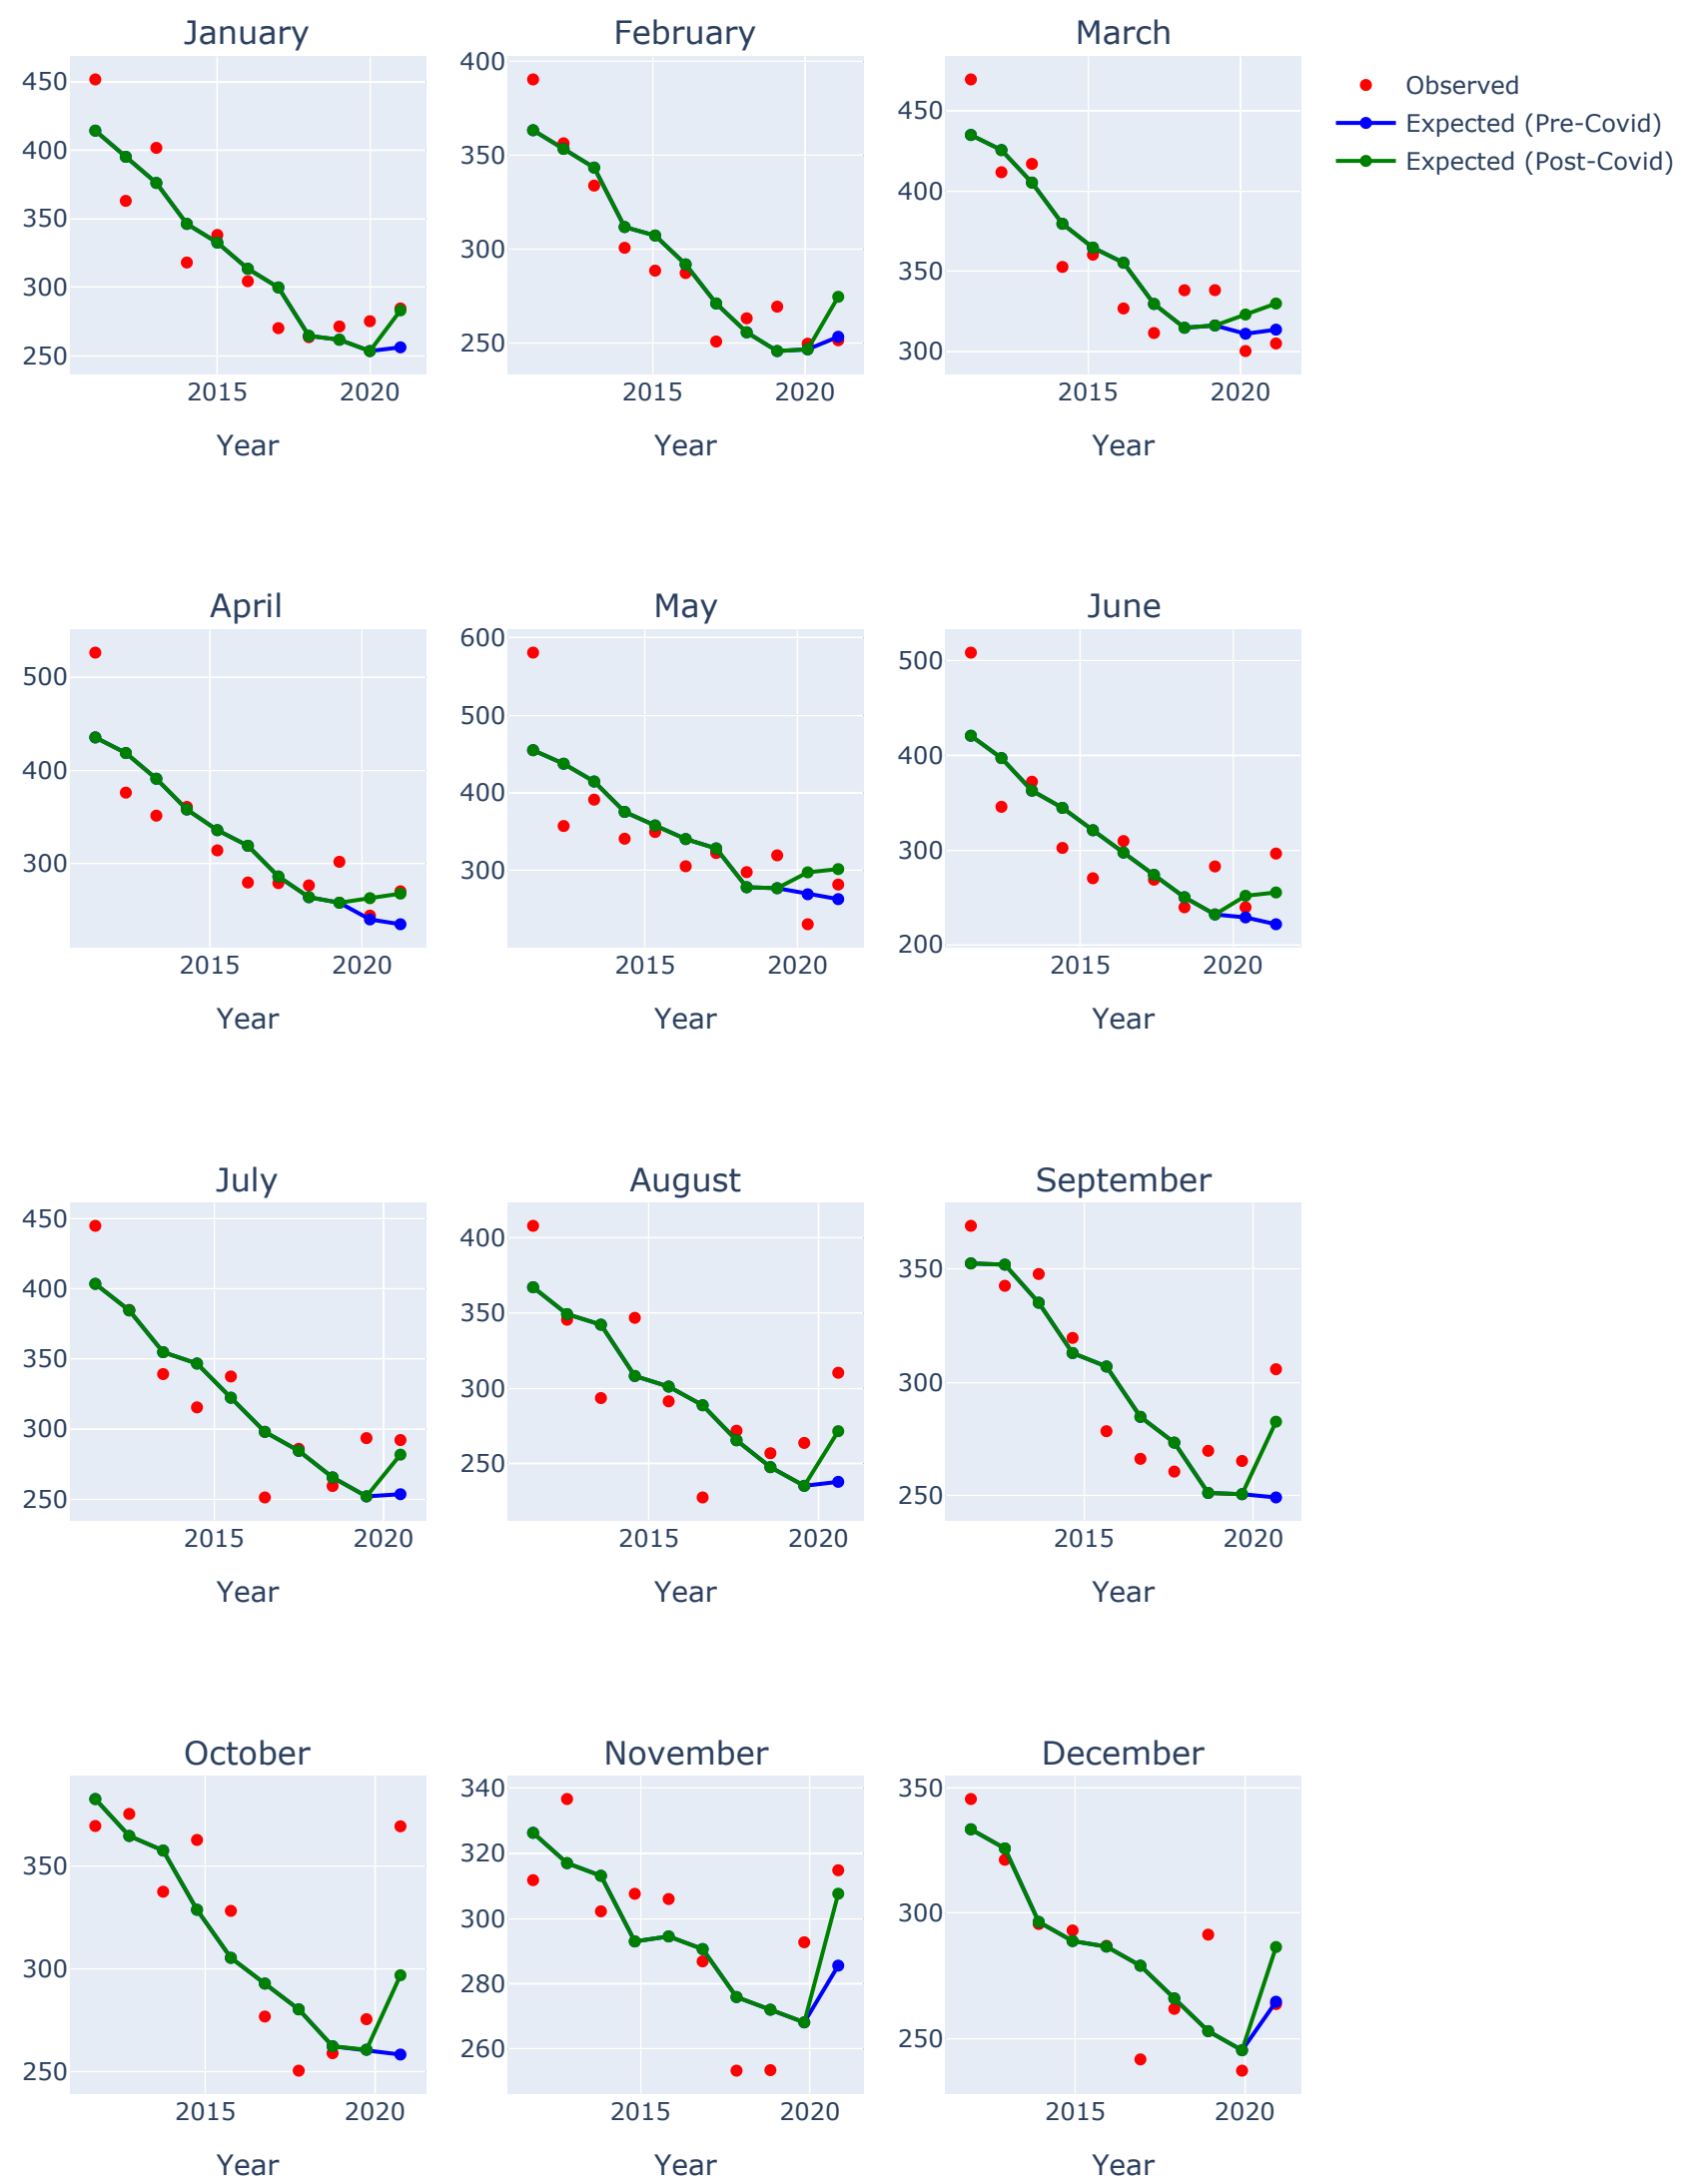 January
February
March
450
400
350
300
250
2015
2020
Year
400
350
300
250
2015
2020
Year
450
400
350
300
2015
2020
Year
Observed
Expected (Pre-Covid)
Expected (Post-Covid)
April
May
June
500
400
300
2015
2020
Year
600
500
400
300
2015
2020
Year
500
400
300
200
2015
2020
Year
July
August
September
450
400
350
300
250
2015
2020
Year
400
350
300
250
2015
2020
Year
350
300
250
2015
2020
Year
October
November
December
350
300
250
2015
2020
Year
340
320
300
280
260
2015
2020
Year
350
300
250
2015
2020
Year